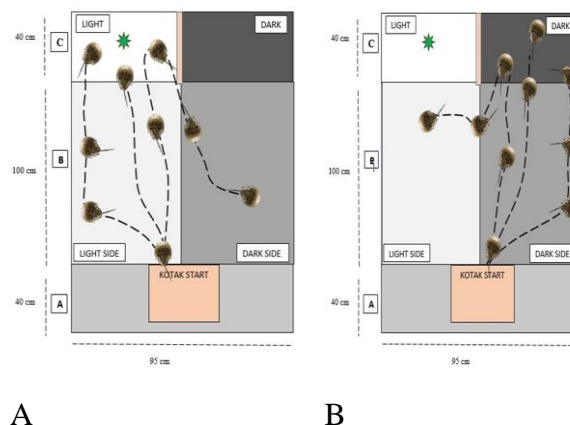 LIGHT
DARK
40 cm
C
100 cm
B
LIGHT SIDE
DARK SIDE
KOTAK START
40 cm
A
95 cm
LIGHT
DARK
40 cm
C
100 cm
B
LIGHT SIDE
DARK SIDE
KOTAK START
40 cm
A
95 cm
A
B